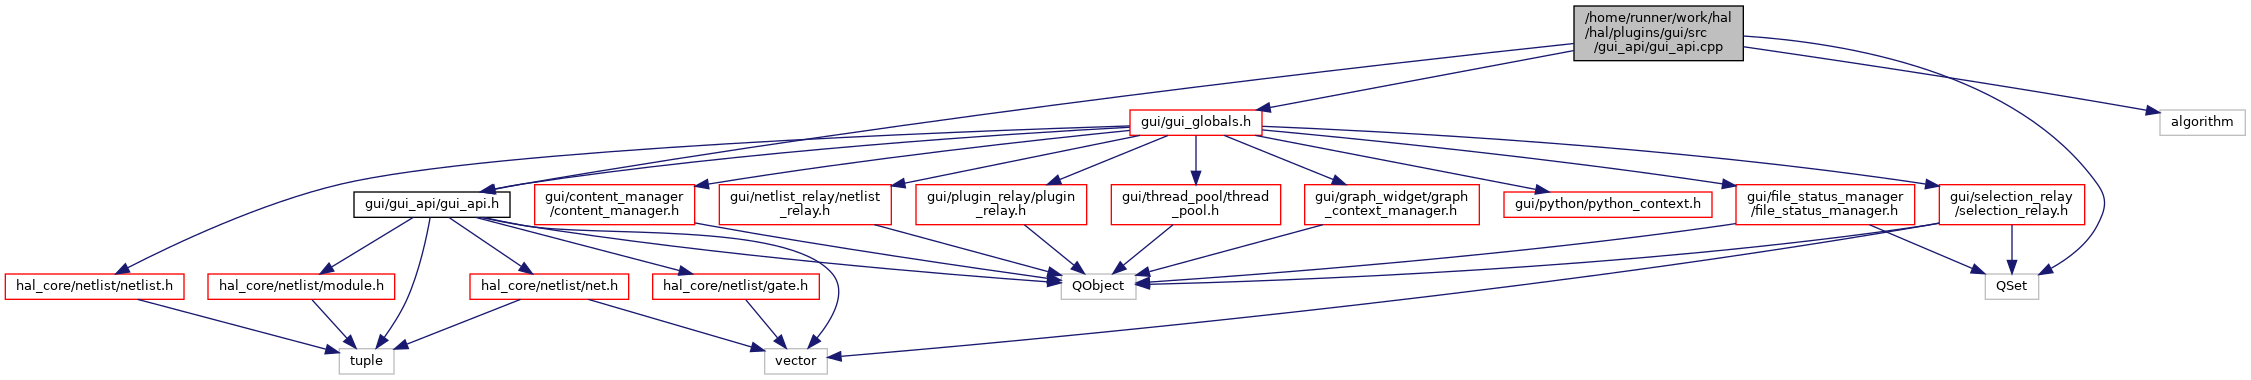 /home/runner/work/hal
/hal/plugins/gui/src
/gui_api/gui_api.cpp
gui/gui_globals.h
algorithm
gui/gui_api/gui_api.h
gui/content_manager
/content_manager.h
gui/netlist_relay/netlist
_relay.h
gui/plugin_relay/plugin
_relay.h
gui/thread_pool/thread
_pool.h
gui/graph_widget/graph
_context_manager.h
gui/python/python_context.h
gui/file_status_manager
/file_status_manager.h
gui/selection_relay
/selection_relay.h
hal_core/netlist/netlist.h
hal_core/netlist/module.h
hal_core/netlist/net.h
hal_core/netlist/gate.h
QObject
QSet
tuple
vector